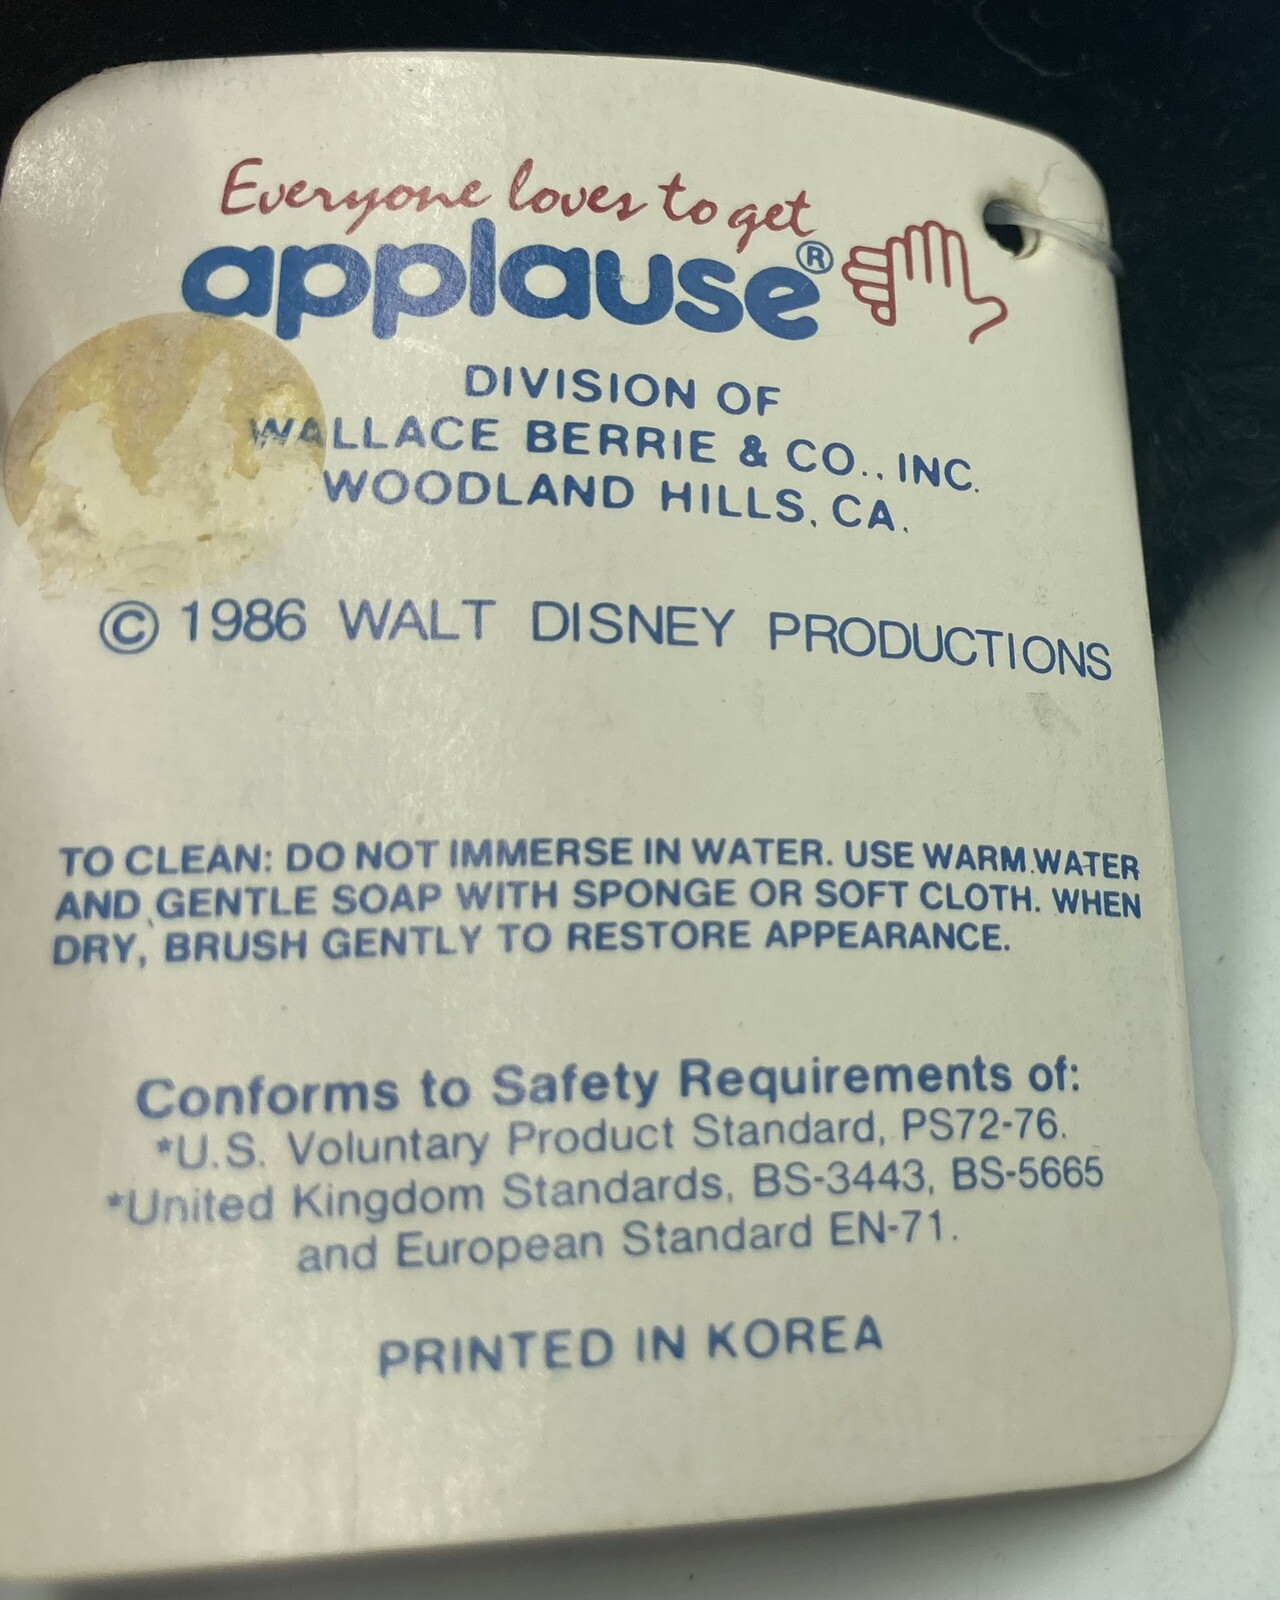 Everyone loves to get
applause®
DIVISION OF
WALLACE BERRIE & CO., INC.
WOODLAND HILLS, CA.
© 1986 WALT DISNEY PRODUCTIONS
TO CLEAN: DO NOT IMMERSE IN WATER. USE WARM WATER
AND GENTLE SOAP WITH SPONGE OR SOFT CLOTH. WHEN
DRY, BRUSH GENTLY TO RESTORE APPEARANCE.
Conforms to Safety Requirements of:
*U.S. Voluntary Product Standard, PS72-76.
*United Kingdom Standards, BS-3443, BS-5665
and European Standard EN-71.
PRINTED IN KOREA